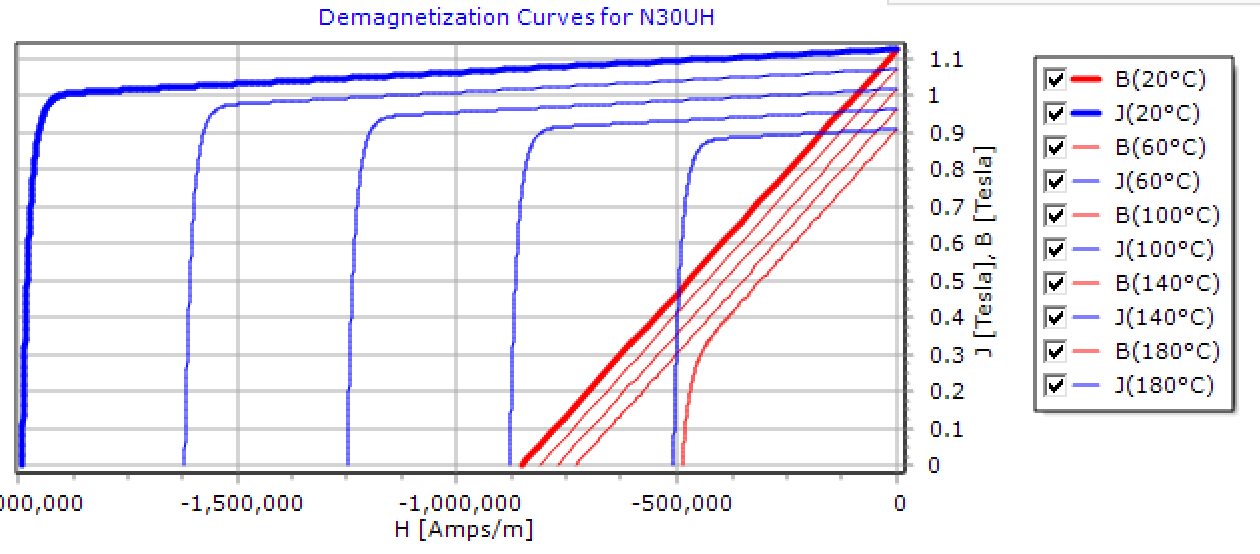 Demagnetization Curves for N30UH
1.1
1
0.9
0.8
0.7
0.6
0.5
0.4
0.3
0.2
0.1
0
J [Tesla], B [Tesla]
000,000 -1,500,000 -1,000,000 -500,000 0
H [Amps/m]
B(20°C)
J(20°C)
B(60°C)
J(60°C)
B(100°C)
J(100°C)
B(140°C)
J(140°C)
B(180°C)
J(180°C)